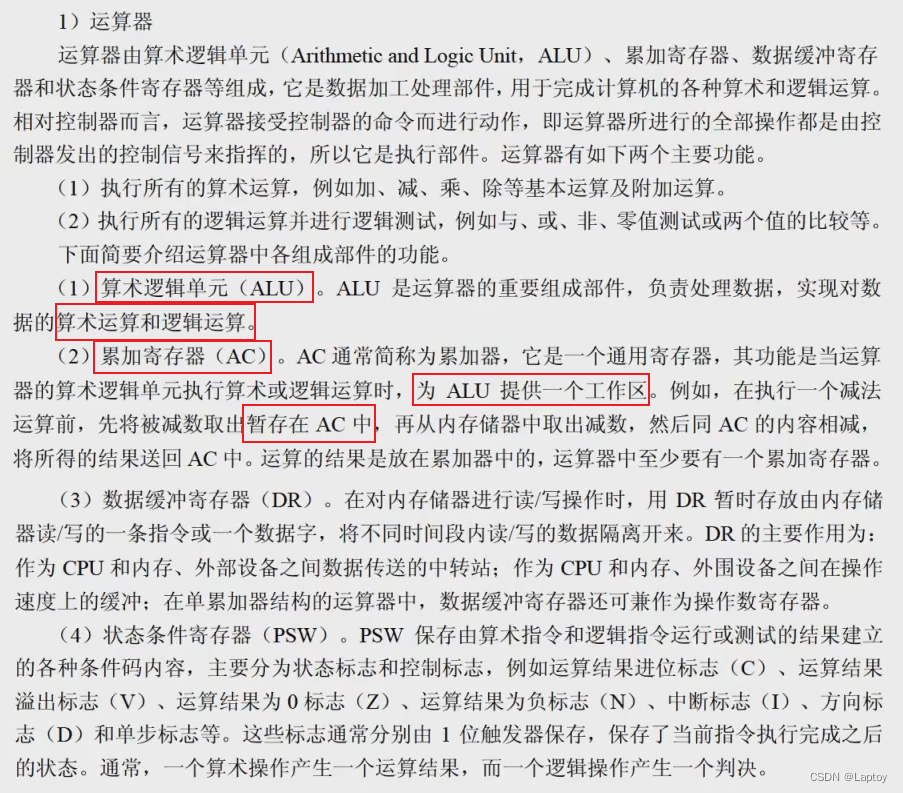 1）运算器
运算器由算术逻辑单元（Arithmetic and Logic Unit，ALU）、累加寄存器、数据缓冲寄存
器和状态条件寄存器等组成，它是数据加工处理部件，用于完成计算机的各种算术和逻辑运算。
相对控制器而言，运算器接受控制器的命令而进行动作，即运算器所进行的全部操作都是由控
制器发出的控制信号来指挥的，所以它是执行部件。运算器有如下两个主要功能。
（1）执行所有的算术运算，例如加、减、乘、除等基本运算及附加运算。
（2）执行所有的逻辑运算并进行逻辑测试，例如与、或、非、零值测试或两个值的比较等。
下面简要介绍运算器中各组成部件的功能。
（1）算术逻辑单元（ALU）。ALU 是运算器的重要组成部件，负责处理数据，实现对数
据的算术运算和逻辑运算。
（2）累加寄存器（AC）。AC 通常简称为累加器，它是一个通用寄存器，其功能是当运算
器的算术逻辑单元执行算术或逻辑运算时，为 ALU 提供一个工作区。例如，在执行一个减法
运算前，先将被减数取出暂存在 AC 中，再从内存储器中取出减数，然后同 AC 的内容相减，
将所得的结果送回 AC 中。运算的结果是放在累加器中的，运算器中至少要有一个累加寄存器。
（3）数据缓冲寄存器（DR）。在对内存储器进行读/写操作时，用 DR 暂时存放由内存储
器读/写的一条指令或一个数据字，将不同时间段内读/写的数据隔离开来。DR 的主要作用为：
作为 CPU 和内存、外部设备之间数据传送的中转站；作为 CPU 和内存、外围设备之间在操作
速度上的缓冲；在单累加器结构的运算器中，数据缓冲寄存器还可兼作为操作数寄存器。
（4）状态条件寄存器（PSW）。PSW 保存由算术指令和逻辑指令运行或测试的结果建立
的各种条件码内容，主要分为状态标志和控制标志，例如运算结果进位标志（C）、运算结果
溢出标志（V）、运算结果为 0 标志（Z）、运算结果为负标志（N）、中断标志（I）、方向标
志（D）和单步标志等。这些标志通常分别由 1 位触发器保存，保存了当前指令执行完成之后
的状态。通常，一个算术操作产生一个运算结果，而一个逻辑操作产生一个判决。
CSDN @Laptoy